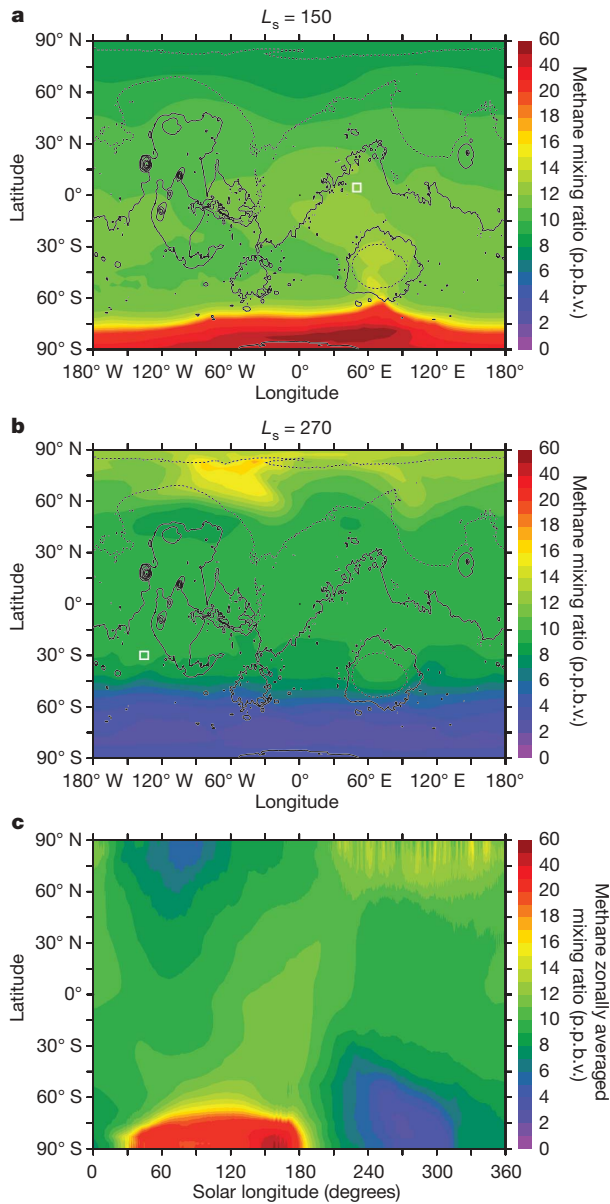 a
Ls = 150
90° N
60° N
30° N
0°
30° S
60° S
90° S
Latitude
180° W 120° W 60° W 0° 60° E 120° E 180°
Longitude
60
40
20
18
16
14
12
10
8
6
4
2
0
Methane mixing ratio (p.p.b.v.)
b
Ls = 270
90° N
60° N
30° N
0°
30° S
60° S
90° S
Latitude
180° W 120° W 60° W 0° 60° E 120° E 180°
Longitude
60
40
20
18
16
14
12
10
8
6
4
2
0
Methane mixing ratio (p.p.b.v.)
c
90° N
60° N
30° N
0°
30° S
60° S
90° S
Latitude
0 60 120 180 240 300 360
Solar longitude (degrees)
60
40
20
18
16
14
12
10
8
6
4
2
0
Methane zonally averaged
mixing ratio (p.p.b.v.)